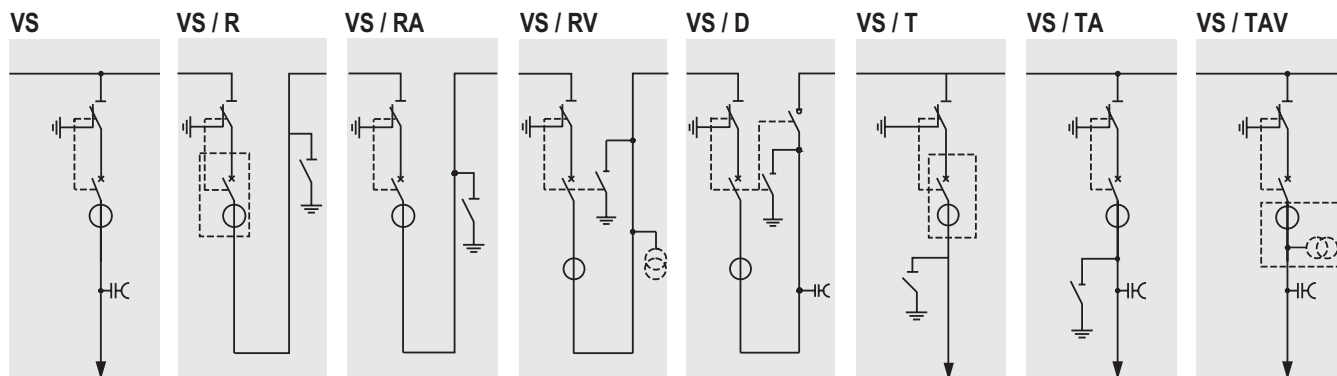 VS
VS / R
VS / RA
VS / RV
VS / D
VS / T
VS / TA
VS / TAV